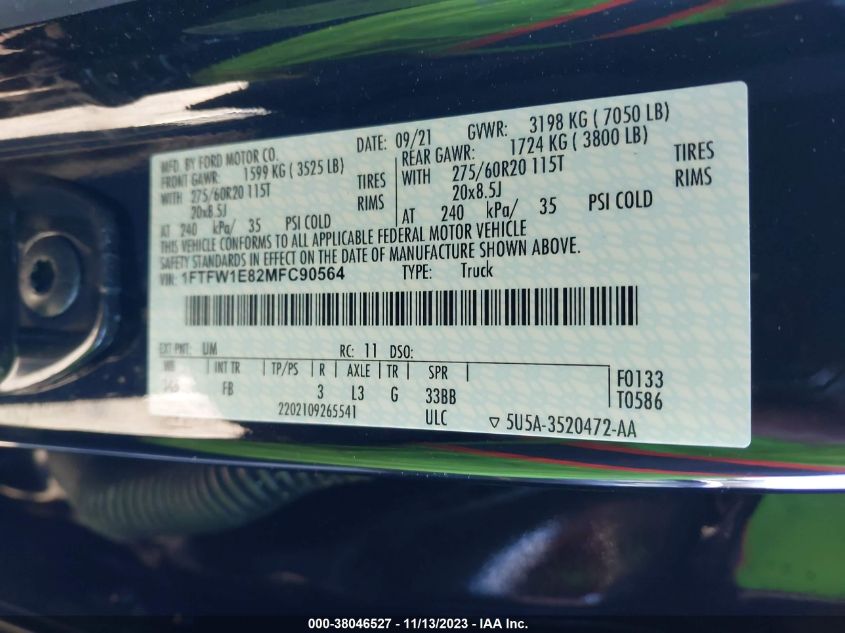 MFD. BY FORD MOTOR CO. DATE: 09/21 GVWR: 3198 KG ( 7050 LB)
FRONT GAWR: 1599 KG ( 3525 LB) REAR GAWR: 1724 KG ( 3800 LB)
WITH 275/60R20 115T TIRES WITH 275/60R20 115T TIRES
20x8.5J RIMS 20x8.5J RIMS
AT 240 kPa/ 35 PSI COLD AT 240 kPa/ 35 PSI COLD
THIS VEHICLE CONFORMS TO ALL APPLICABLE FEDERAL MOTOR VEHICLE
SAFETY STANDARDS IN EFFECT ON THE DATE OF MANUFACTURE SHOWN ABOVE.
VIN: 1FTFW1E82MFC90564 TYPE: Truck
EXT PNT: UM RC: 11 DSO:
WB INT TR TP/PS R AXLE TR SPR F0133
FB 3 L3 G 33BB T0586
2202109265541 ULC ▽ 5U5A-3520472-AA
000-38046527 - 11/13/2023 - IAA Inc.